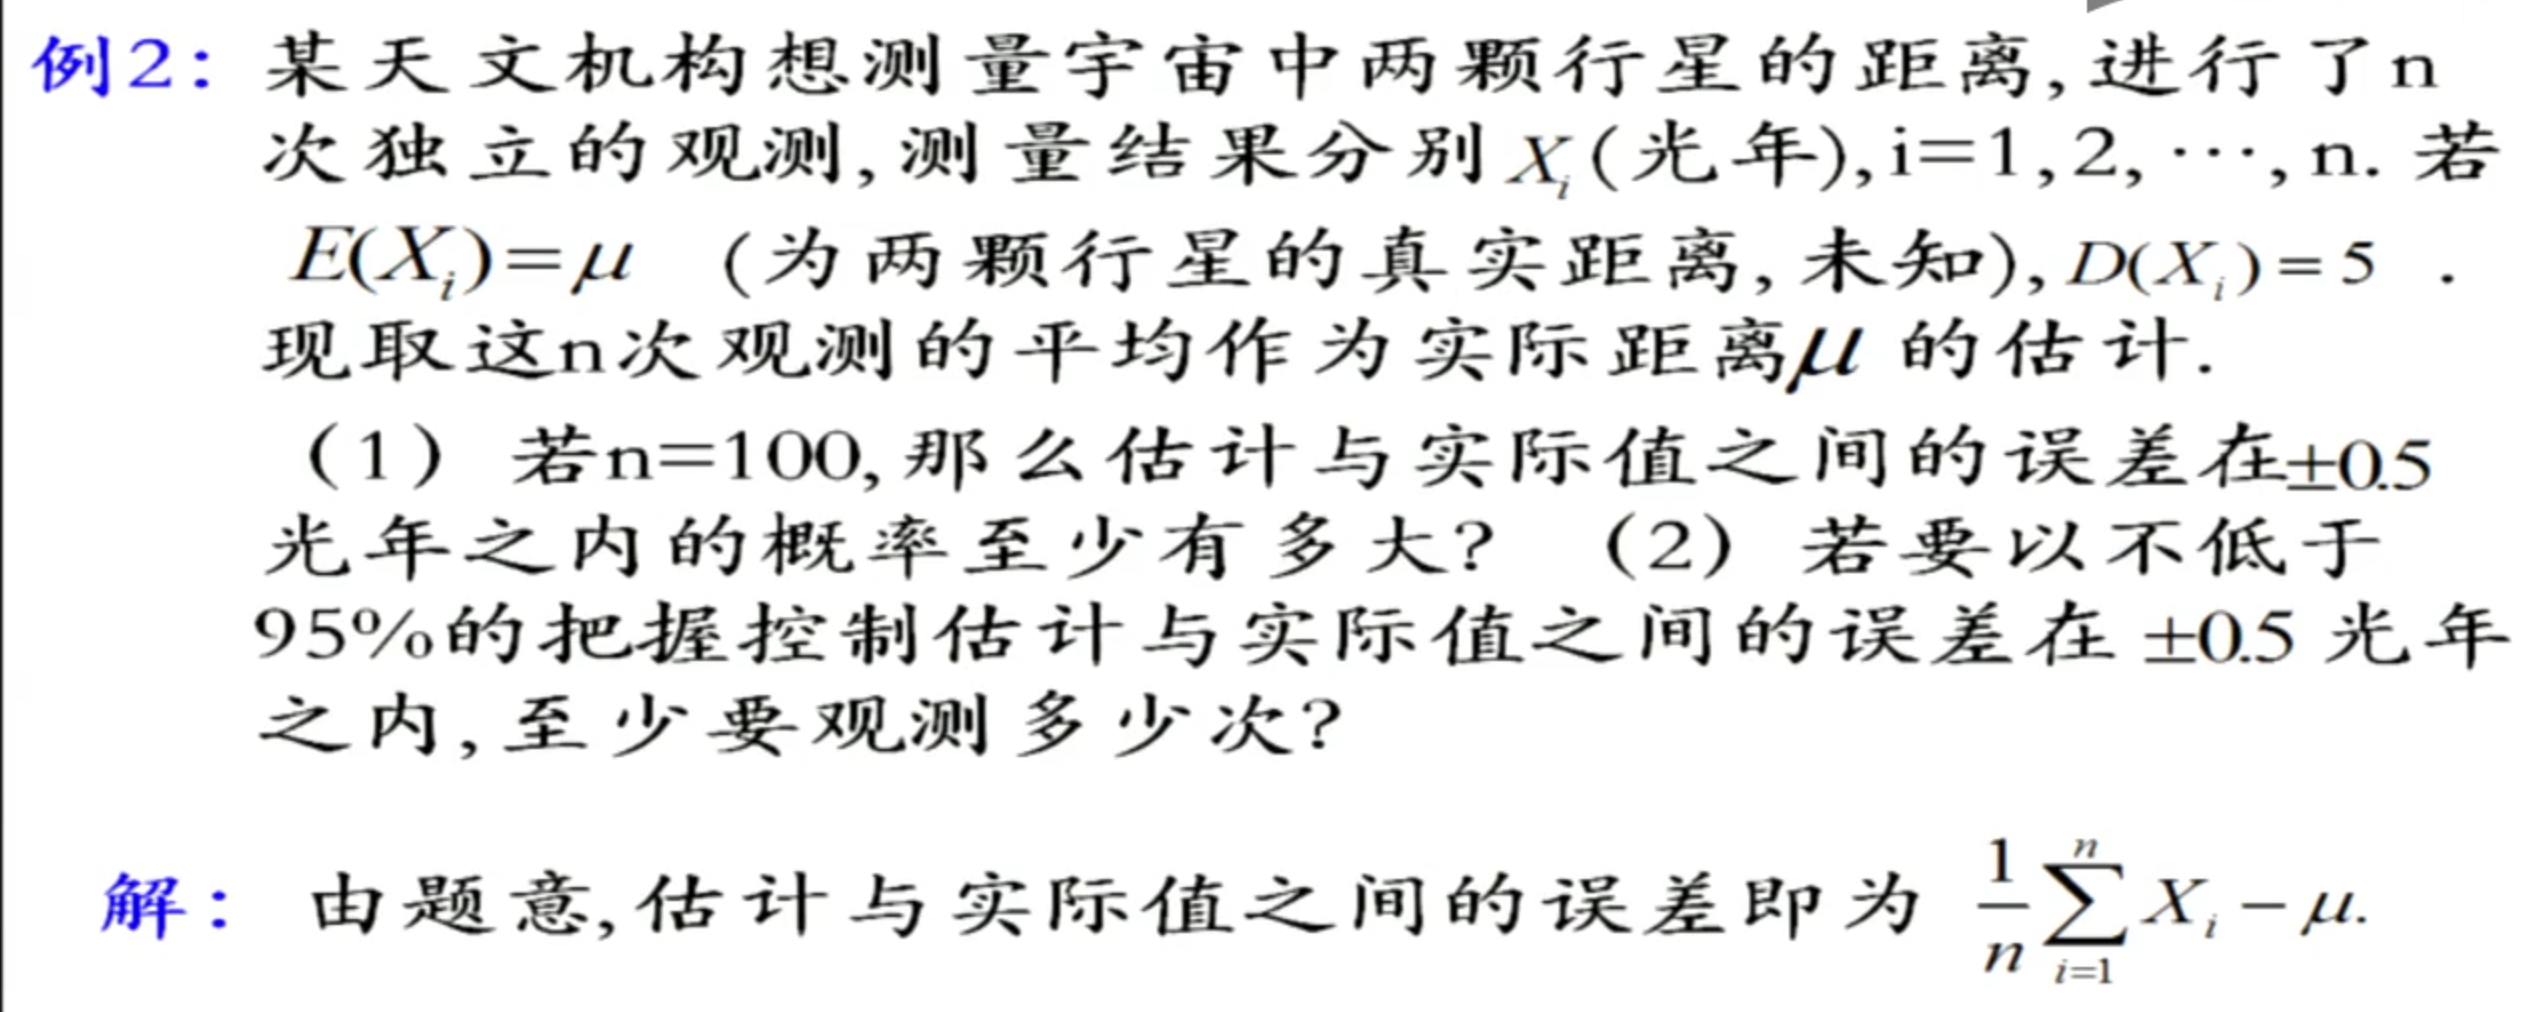 例2: 某天文机构想测量宇宙中两颗行星的距离,进行了n
次独立的观测,测量结果分别 X_i (光年),i=1,2,···,n. 若
E(X_i)=μ (为两颗行星的真实距离,未知), D(X_i)=5 .
现取这n次观测的平均作为实际距离μ 的估计.
(1) 若n=100,那么估计与实际值之间的误差在±0.5
光年之内的概率至少有多大? (2) 若要以不低于
95%的把握控制估计与实际值之间的误差在 ±0.5 光年
之内,至少要观测多少次?
解: 由题意,估计与实际值之间的误差即为 \frac{1}{n}\sum_{i=1}^{n} X_i − μ.